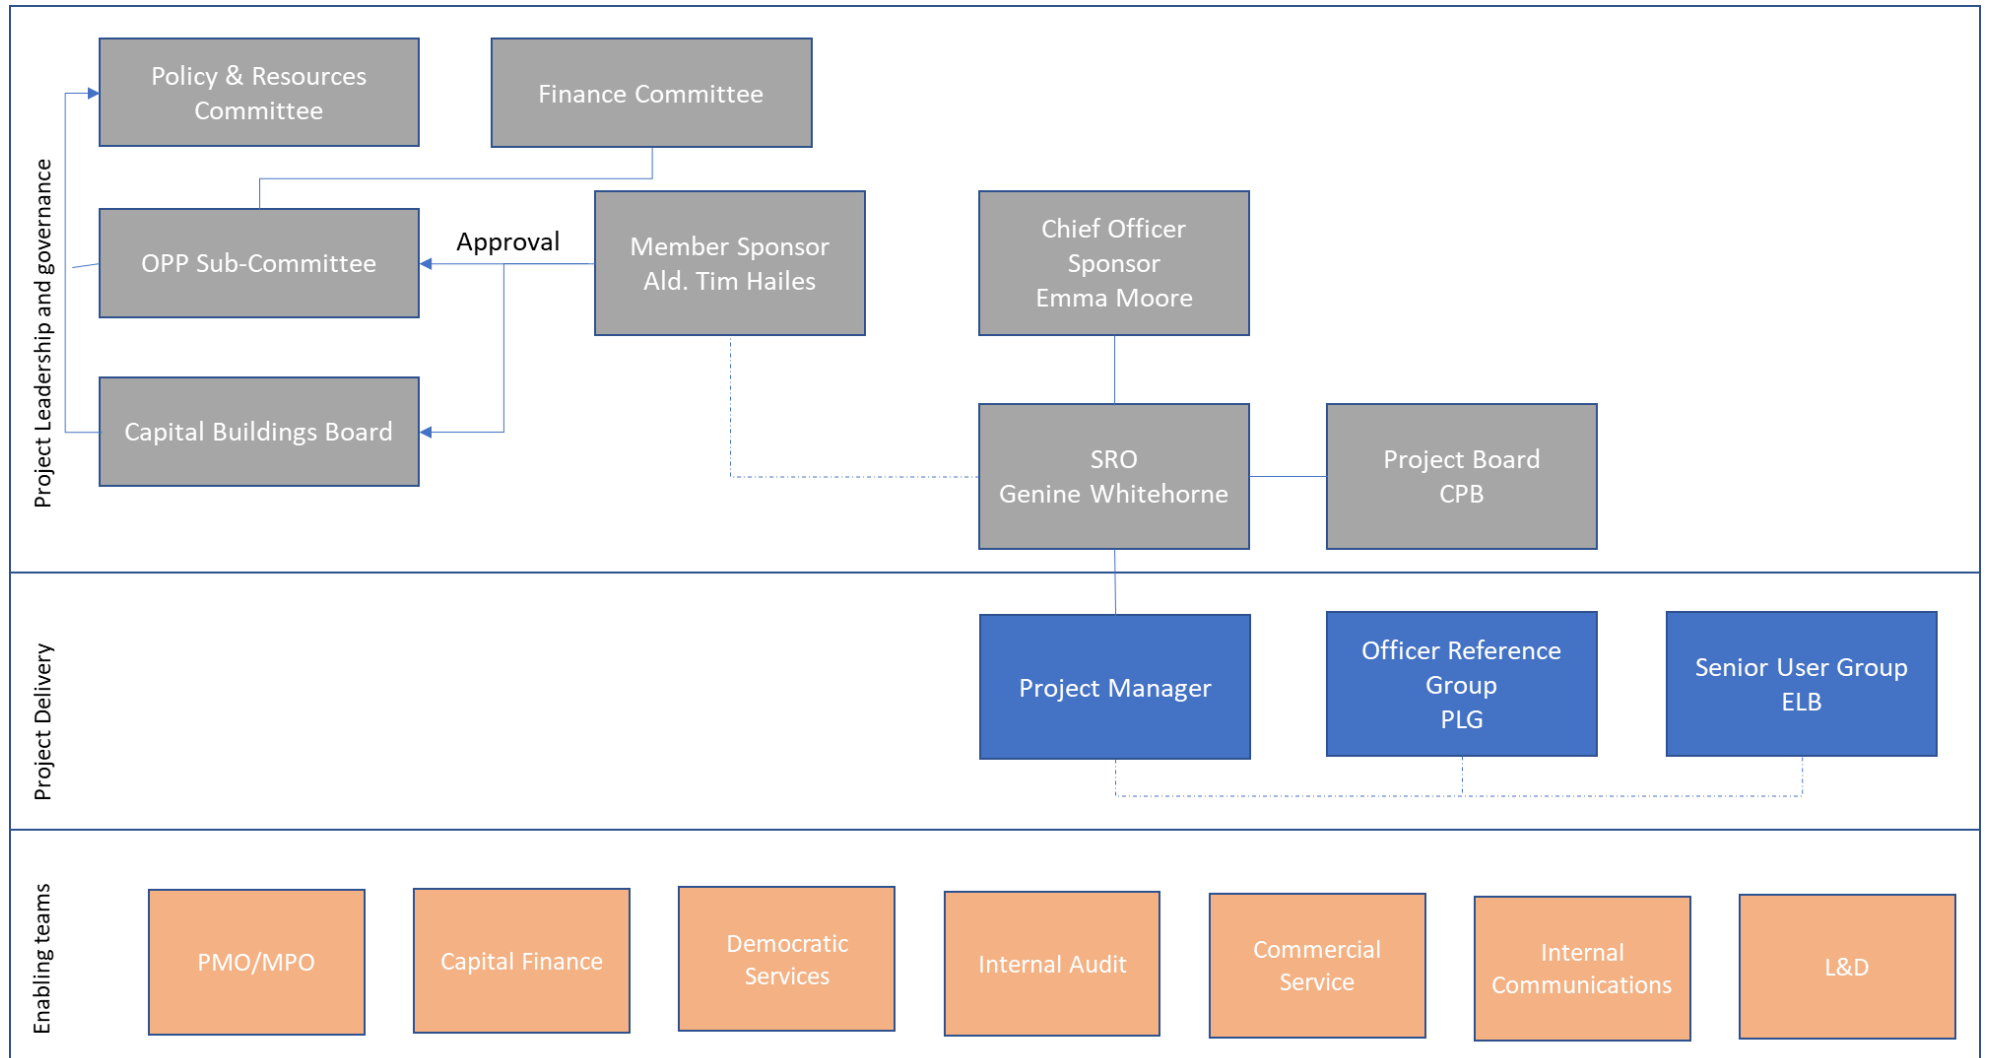 Project Leadership and governance
Policy & Resources
Committee
Finance Committee
OPP Sub-Committee
Approval
Member Sponsor
Ald. Tim Hailes
Chief Officer
Sponsor
Emma Moore
Capital Buildings Board
SRO
Genine Whitehorne
Project Board
CPB
Project Delivery
Project Manager
Officer Reference
Group
PLG
Senior User Group
ELB
Enabling teams
PMO/MPO
Capital Finance
Democratic
Services
Internal Audit
Commercial
Service
Internal
Communications
L&D